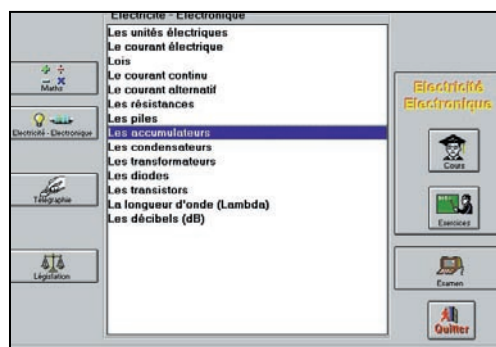 Electricité - Electronique
Les unités électriques
Le courant électrique
Lois
Le courant continu
Le courant alternatif
Les résistances
Les piles
Les accumulateurs
Les condensateurs
Les transformateurs
Les diodes
Les transistors
La longueur d'onde (Lambda)
Les décibels (dB)
Maths
Electricité - Electronique
Télégraphie
Législation
Electricité
Electronique
Cours
Exercices
Examen
Quitter